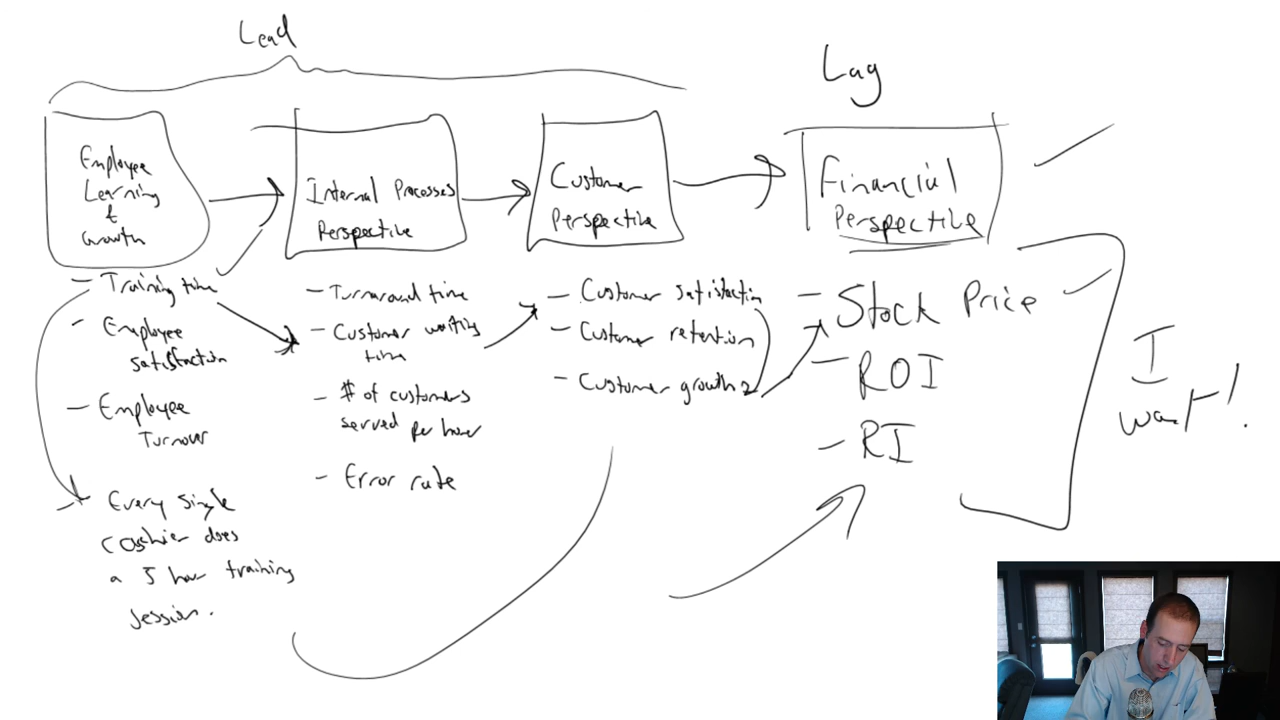 Lead
Lag
Employee
Learning
&
Growth
Internal Processes
Perspective
Customer
Perspective
Financial
Perspective
- Training time
- Employee
satisfaction
- Employee
Turnover
- Every single
cashier does
a 5 hour training
session.
- Turnaround time
- Customer waiting
time
- # of customers
served per hour
- Error rate
- Customer satisfaction
- Customer retention
- Customer growth
- Stock Price
- ROI
- RI
I
want!